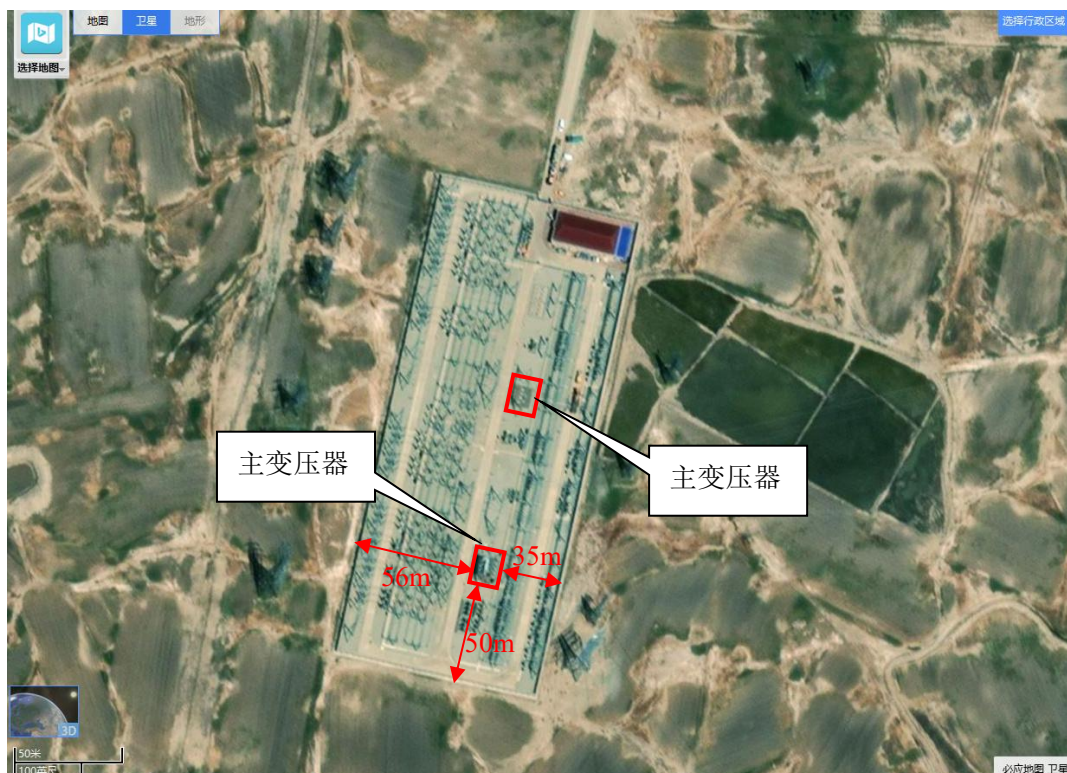 地图 卫星 地形
选择行政区域
选择地图
主变压器
主变压器
35m
56m
50m
3D
50米
100英尺
必应地图 卫星